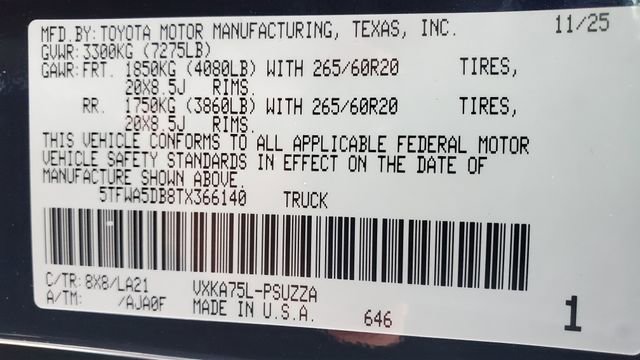 MFD.BY: TOYOTA MOTOR MANUFACTURING, TEXAS, INC. 11/25
GVWR: 3300KG (7275LB)
GAWR: FRT. 1850KG (4080LB) WITH 265/60R20 TIRES,
20X8.5J RIMS.
RR. 1750KG (3860LB) WITH 265/60R20 TIRES,
20X8.5J RIMS.
THIS VEHICLE CONFORMS TO ALL APPLICABLE FEDERAL MOTOR
VEHICLE SAFETY STANDARDS IN EFFECT ON THE DATE OF
MANUFACTURE SHOWN ABOVE.
5TFWA5DB8TX366140 TRUCK
C/TR: 8X8/LA21 VXKA75L-PSUZZA
A/TM: /AJA0F MADE IN U.S.A. 646 1